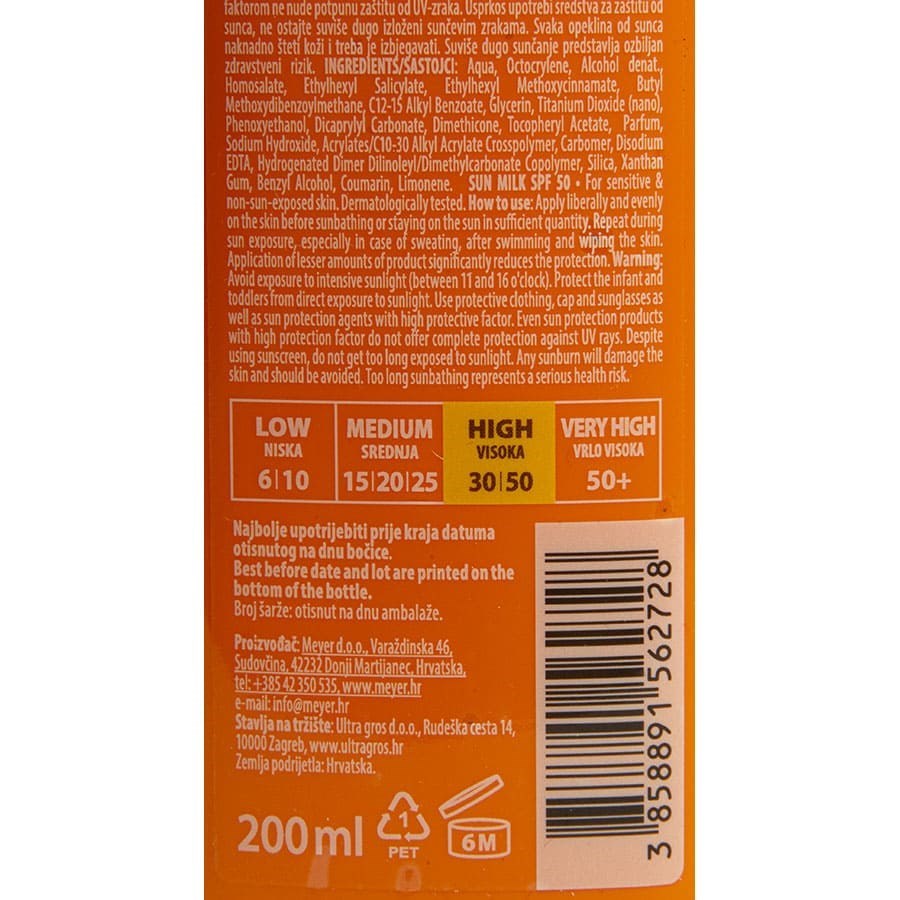 faktorom ne nude potpunu zaštitu od UV-zraka. Usprkos upotrebi sredstva za zaštitu od
sunca, ne ostajte suviše dugo izloženi sunčevim zrakama. Svaka opeklina od sunca
naknadno šteti koži i treba je izbjegavati. Suviše dugo sunčanje predstavlja ozbiljan
zdravstveni rizik. INGREDIENTS/SASTOJCI: Aqua, Octocrylene, Alcohol denat.,
Homosalate, Ethylhexyl Salicylate, Ethylhexyl Methoxycinnamate, Butyl
Methoxydibenzoylmethane, C12-15 Alkyl Benzoate, Glycerin, Titanium Dioxide (nano),
Phenoxyethanol, Dicaprylyl Carbonate, Dimethicone, Tocopheryl Acetate, Parfum,
Sodium Hydroxide, Acrylates/C10-30 Alkyl Acrylate Crosspolymer, Carbomer, Disodium
EDTA, Hydrogenated Dimer Dilinoleyl/Dimethylcarbonate Copolymer, Silica, Xanthan
Gum, Benzyl Alcohol, Coumarin, Limonene. SUN MILK SPF 50 • For sensitive &
non-sun-exposed skin. Dermatologically tested. How to use: Apply liberally and evenly
on the skin before sunbathing or staying on the sun in sufficient quantity. Repeat during
sun exposure, especially in case of sweating, after swimming and wiping the skin.
Application of lesser amounts of product significantly reduces the protection. Warning:
Avoid exposure to intensive sunlight (between 11 and 16 o'clock). Protect the infant and
toddlers from direct exposure to sunlight. Use protective clothing, cap and sunglasses as
well as sun protection agents with high protective factor. Even sun protection products
with high protection factor do not offer complete protection against UV rays. Despite
using sunscreen, do not get too long exposed to sunlight. Any sunburn will damage the
skin and should be avoided. Too long sunbathing represents a serious health risk.
LOW MEDIUM HIGH VERY HIGH
NISKA SREDNJA VISOKA VRLO VISOKA
6|10 15|20|25 30|50 50+
Najbolje upotrijebiti prije kraja datuma
otisnutog na dnu bočice.
Best before date and lot are printed on the
bottom of the bottle.
Broj šarže: otisnut na dnu ambalaže.
Proizvođač: Meyer d.o.o., Varaždinska 46,
Sudovčina, 42232 Donji Martijanec, Hrvatska,
tel: +385 42 350 535, www.meyer.hr
e-mail: info@meyer.hr
Stavlja na tržište: Ultra gros d.o.o., Rudeška cesta 14,
10000 Zagreb, www.ultragros.hr
Zemlja podrijetla: Hrvatska.
200 ml
1
PET
6M
3 858891 562728